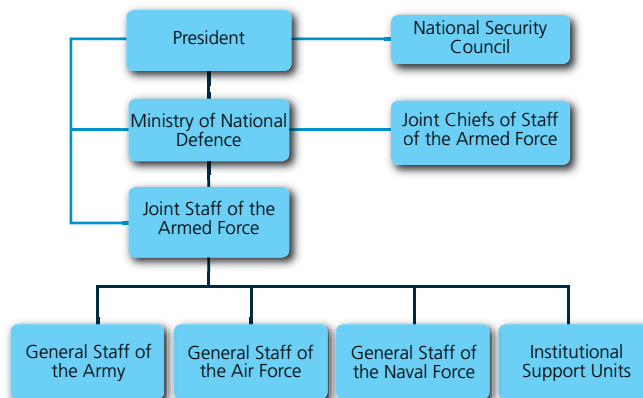 President
National Security
Council
Ministry of National
Defence
Joint Chiefs of Staff
of the Armed Force
Joint Staff of the
Armed Force
General Staff of
the Army
General Staff of
the Air Force
General Staff of
the Naval Force
Institutional
Support Units